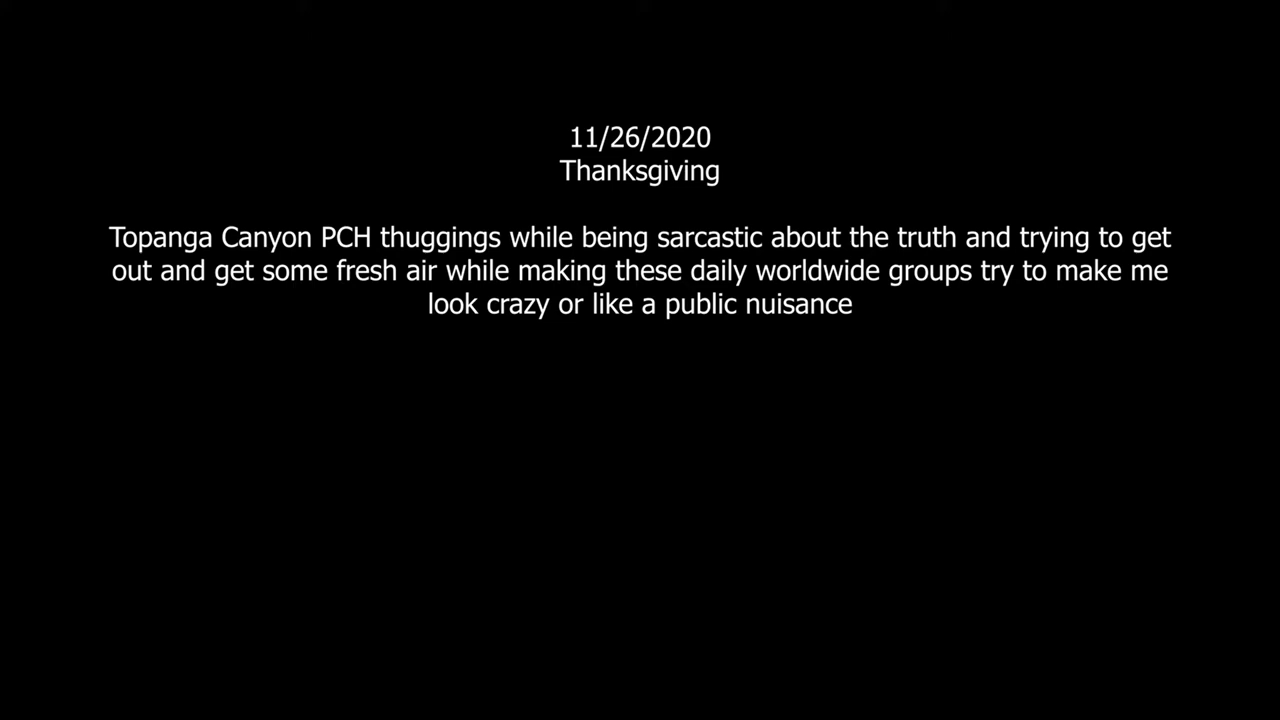 11/26/2020
Thanksgiving
Topanga Canyon PCH thuggings while being sarcastic about the truth and trying to get
out and get some fresh air while making these daily worldwide groups try to make me
look crazy or like a public nuisance